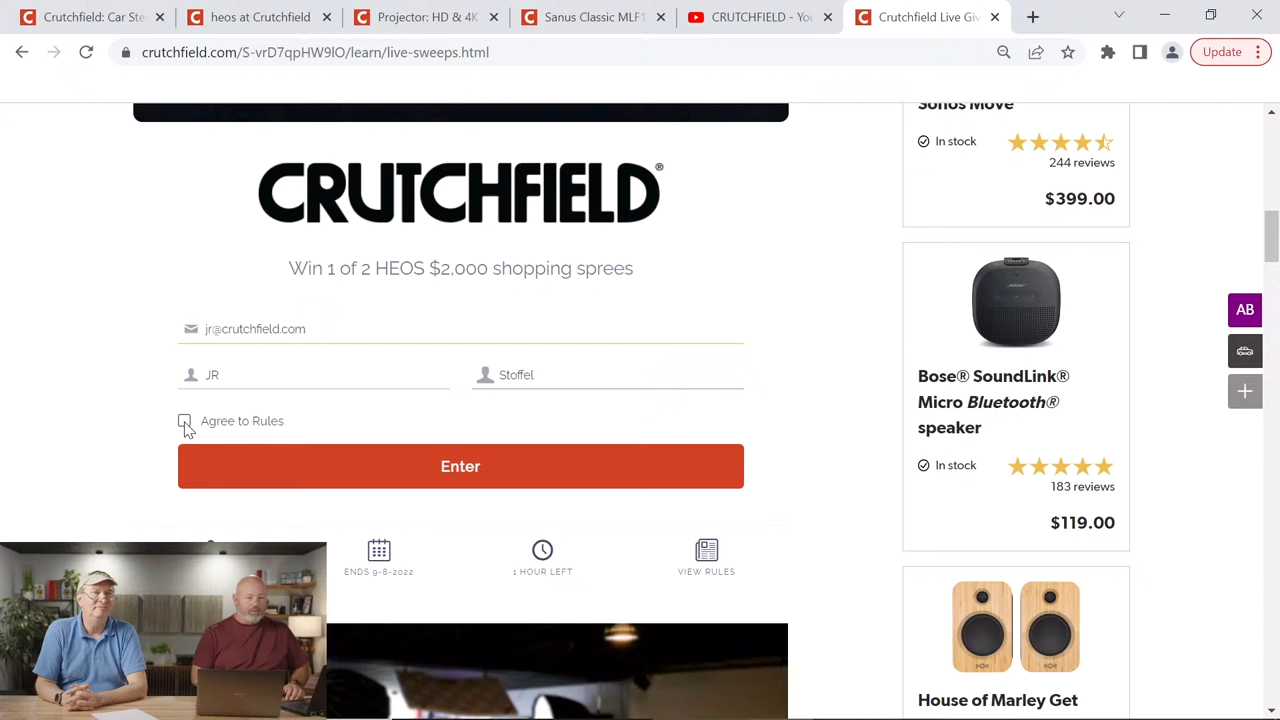 Crutchfield: Car Ste
heos at Crutchfield
Projector: HD & 4K
Sanus Classic MLF1
CRUTCHFIELD - You
Crutchfield Live Giv
crutchfield.com/S-vrD7qpHW9lO/learn/live-sweeps.html
Update
Sonos Move
In stock
244 reviews
$399.00
CRUTCHFIELD®
Win 1 of 2 HEOS $2,000 shopping sprees
jr@crutchfield.com
JR
Stoffel
Agree to Rules
Enter
ENDS 9-8-2022
1 HOUR LEFT
VIEW RULES
AB
Bose® SoundLink®
Micro Bluetooth®
speaker
In stock
183 reviews
$119.00
House of Marley Get